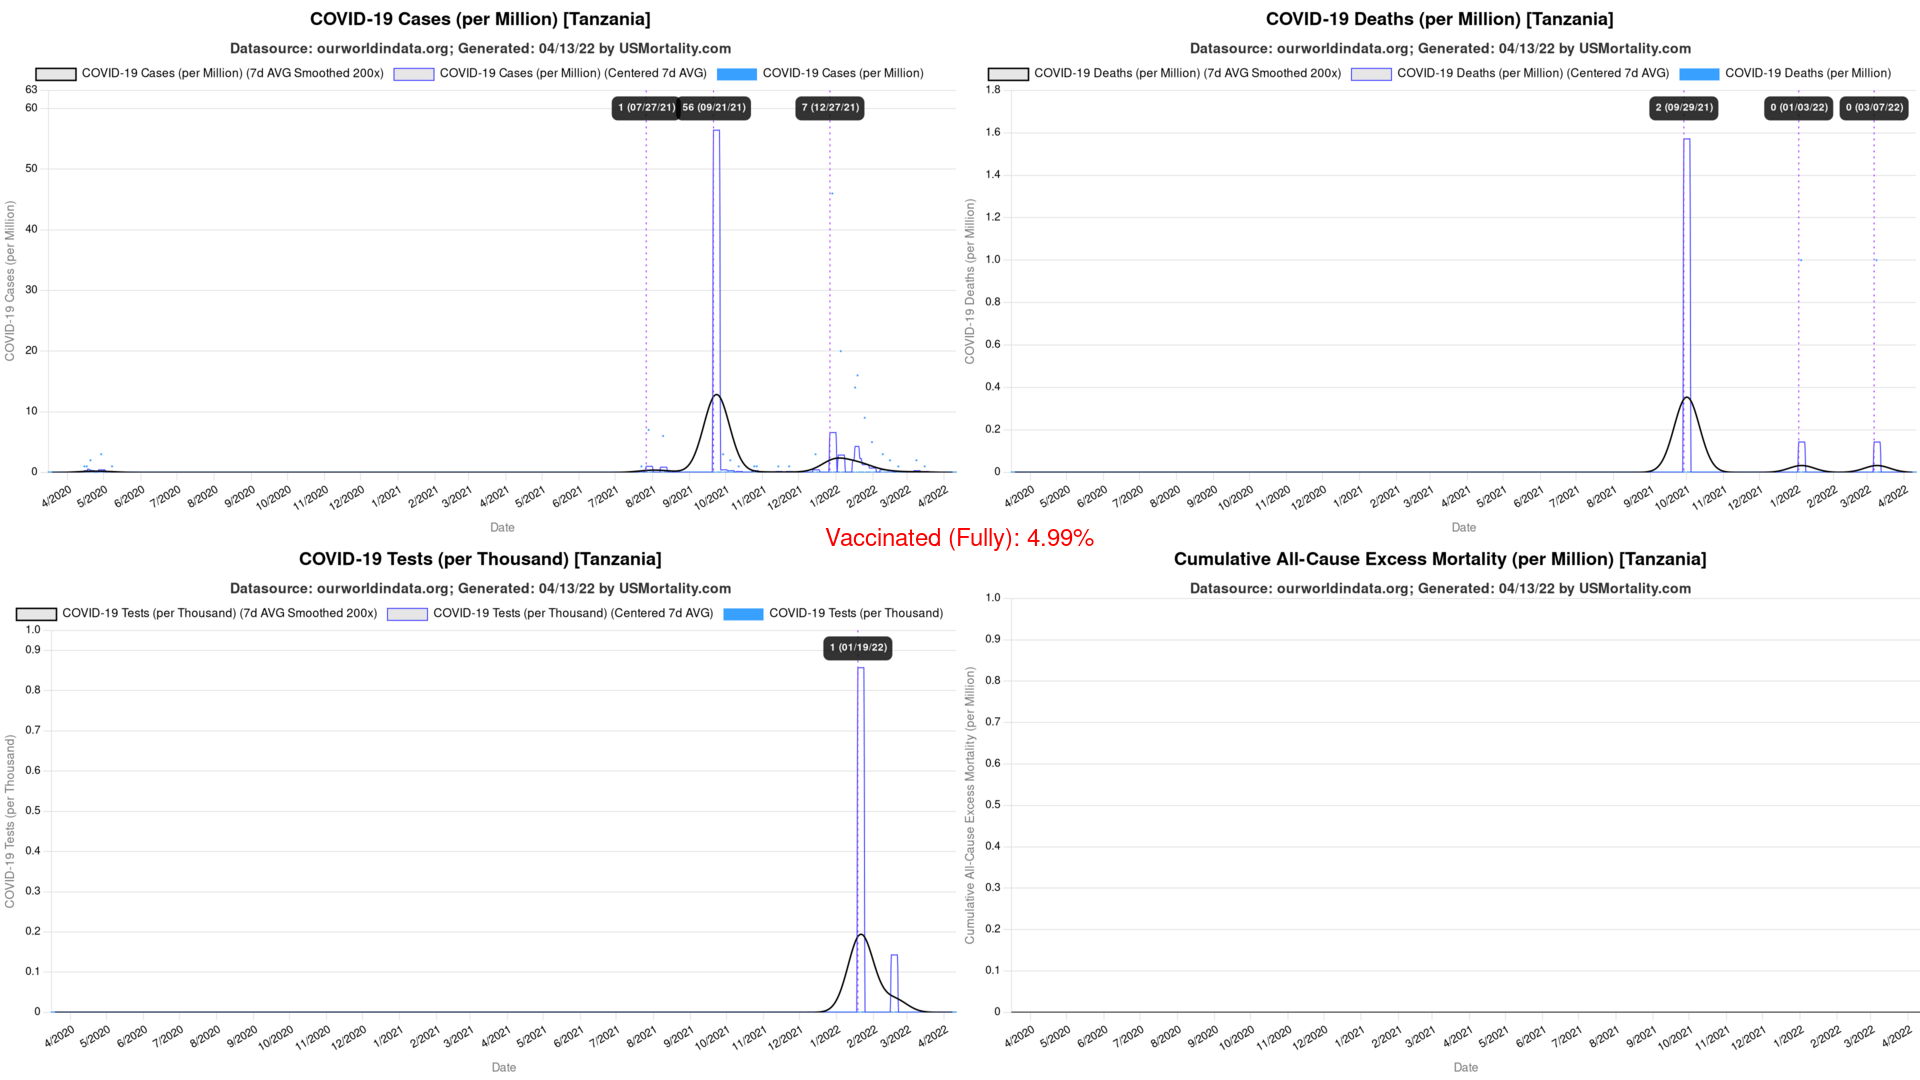 COVID-19 Cases (per Million) [Tanzania]
Datasource: ourworldindata.org; Generated: 04/13/22 by USMortality.com
COVID-19 Cases (per Million) (7d AVG Smoothed 200x) COVID-19 Cases (per Million) (Centered 7d AVG) COVID-19 Cases (per Million)
63
60
50
40
30
20
10
0
COVID-19 Cases (per Million)
1 (07/27/21) 56 (09/21/21) 7 (12/27/21)
4/2020 5/2020 6/2020 7/2020 8/2020 9/2020 10/2020 11/2020 12/2020 1/2021 2/2021 3/2021 4/2021 5/2021 6/2021 7/2021 8/2021 9/2021 10/2021 11/2021 12/2021 1/2022 2/2022 3/2022 4/2022
Date
COVID-19 Deaths (per Million) [Tanzania]
Datasource: ourworldindata.org; Generated: 04/13/22 by USMortality.com
COVID-19 Deaths (per Million) (7d AVG Smoothed 200x) COVID-19 Deaths (per Million) (Centered 7d AVG) COVID-19 Deaths (per Million)
1.8
1.6
1.4
1.2
1.0
0.8
0.6
0.4
0.2
0
COVID-19 Deaths (per Million)
2 (09/29/21) 0 (01/03/22) 0 (03/07/22)
4/2020 5/2020 6/2020 7/2020 8/2020 9/2020 10/2020 11/2020 12/2020 1/2021 2/2021 3/2021 4/2021 5/2021 6/2021 7/2021 8/2021 9/2021 10/2021 11/2021 12/2021 1/2022 2/2022 3/2022 4/2022
Date
Vaccinated (Fully): 4.99%
COVID-19 Tests (per Thousand) [Tanzania]
Datasource: ourworldindata.org; Generated: 04/13/22 by USMortality.com
COVID-19 Tests (per Thousand) (7d AVG Smoothed 200x) COVID-19 Tests (per Thousand) (Centered 7d AVG) COVID-19 Tests (per Thousand)
1.0
0.9
0.8
0.7
0.6
0.5
0.4
0.3
0.2
0.1
0
COVID-19 Tests (per Thousand)
1 (01/19/22)
4/2020 5/2020 6/2020 7/2020 8/2020 9/2020 10/2020 11/2020 12/2020 1/2021 2/2021 3/2021 4/2021 5/2021 6/2021 7/2021 8/2021 9/2021 10/2021 11/2021 12/2021 1/2022 2/2022 3/2022 4/2022
Date
Cumulative All-Cause Excess Mortality (per Million) [Tanzania]
Datasource: ourworldindata.org; Generated: 04/13/22 by USMortality.com
1.0
0.9
0.8
0.7
0.6
0.5
0.4
0.3
0.2
0.1
0
Cumulative All-Cause Excess Mortality (per Million)
4/2020 5/2020 6/2020 7/2020 8/2020 9/2020 10/2020 11/2020 12/2020 1/2021 2/2021 3/2021 4/2021 5/2021 6/2021 7/2021 8/2021 9/2021 10/2021 11/2021 12/2021 1/2022 2/2022 3/2022 4/2022
Date